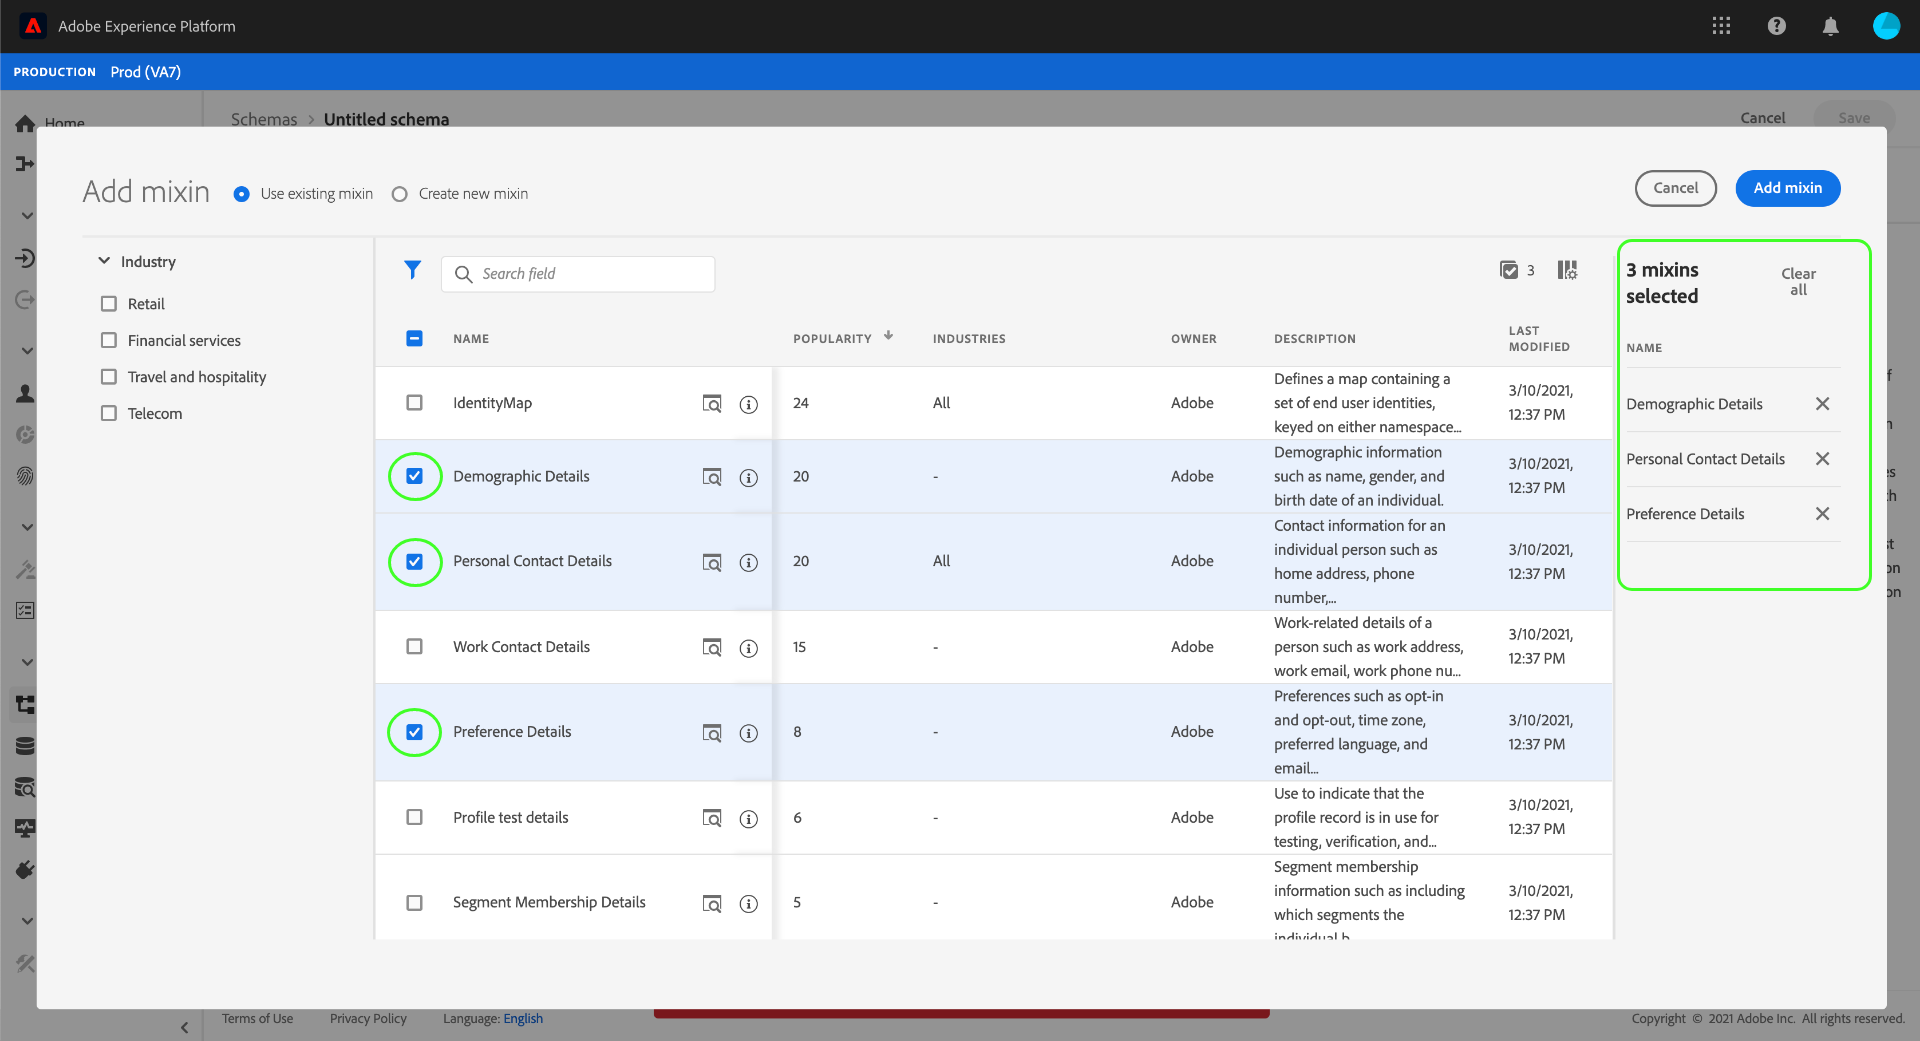 Adobe Experience Platform
PRODUCTION Prod (VA7)
Home
Schemas > Untitled schema
Cancel Save
Add mixin
Use existing mixin
Create new mixin
Cancel
Add mixin
Industry
Retail
Financial services
Travel and hospitality
Telecom
Search field
3
NAME POPULARITY INDUSTRIES OWNER DESCRIPTION LAST
MODIFIED
IdentityMap 24 All Adobe
Defines a map containing a
set of end user identities,
keyed on either namespace...
3/10/2021,
12:37 PM
Demographic Details 20 - Adobe
Demographic information
such as name, gender, and
birth date of an individual.
3/10/2021,
12:37 PM
Personal Contact Details 20 All Adobe
Contact information for an
individual person such as
home address, phone
number,...
3/10/2021,
12:37 PM
Work Contact Details 15 - Adobe
Work-related details of a
person such as work address,
work email, work phone nu...
3/10/2021,
12:37 PM
Preference Details 8 - Adobe
Preferences such as opt-in
and opt-out, time zone,
preferred language, and
email...
3/10/2021,
12:37 PM
Profile test details 6 - Adobe
Use to indicate that the
profile record is in use for
testing, verification, and...
3/10/2021,
12:37 PM
Segment Membership Details 5 - Adobe
Segment membership
information such as including
which segments the
individual b
3/10/2021,
12:37 PM
3 mixins
selected
Clear
all
NAME
Demographic Details
Personal Contact Details
Preference Details
Terms of Use Privacy Policy Language: English
Copyright © 2021 Adobe Inc. All rights reserved.